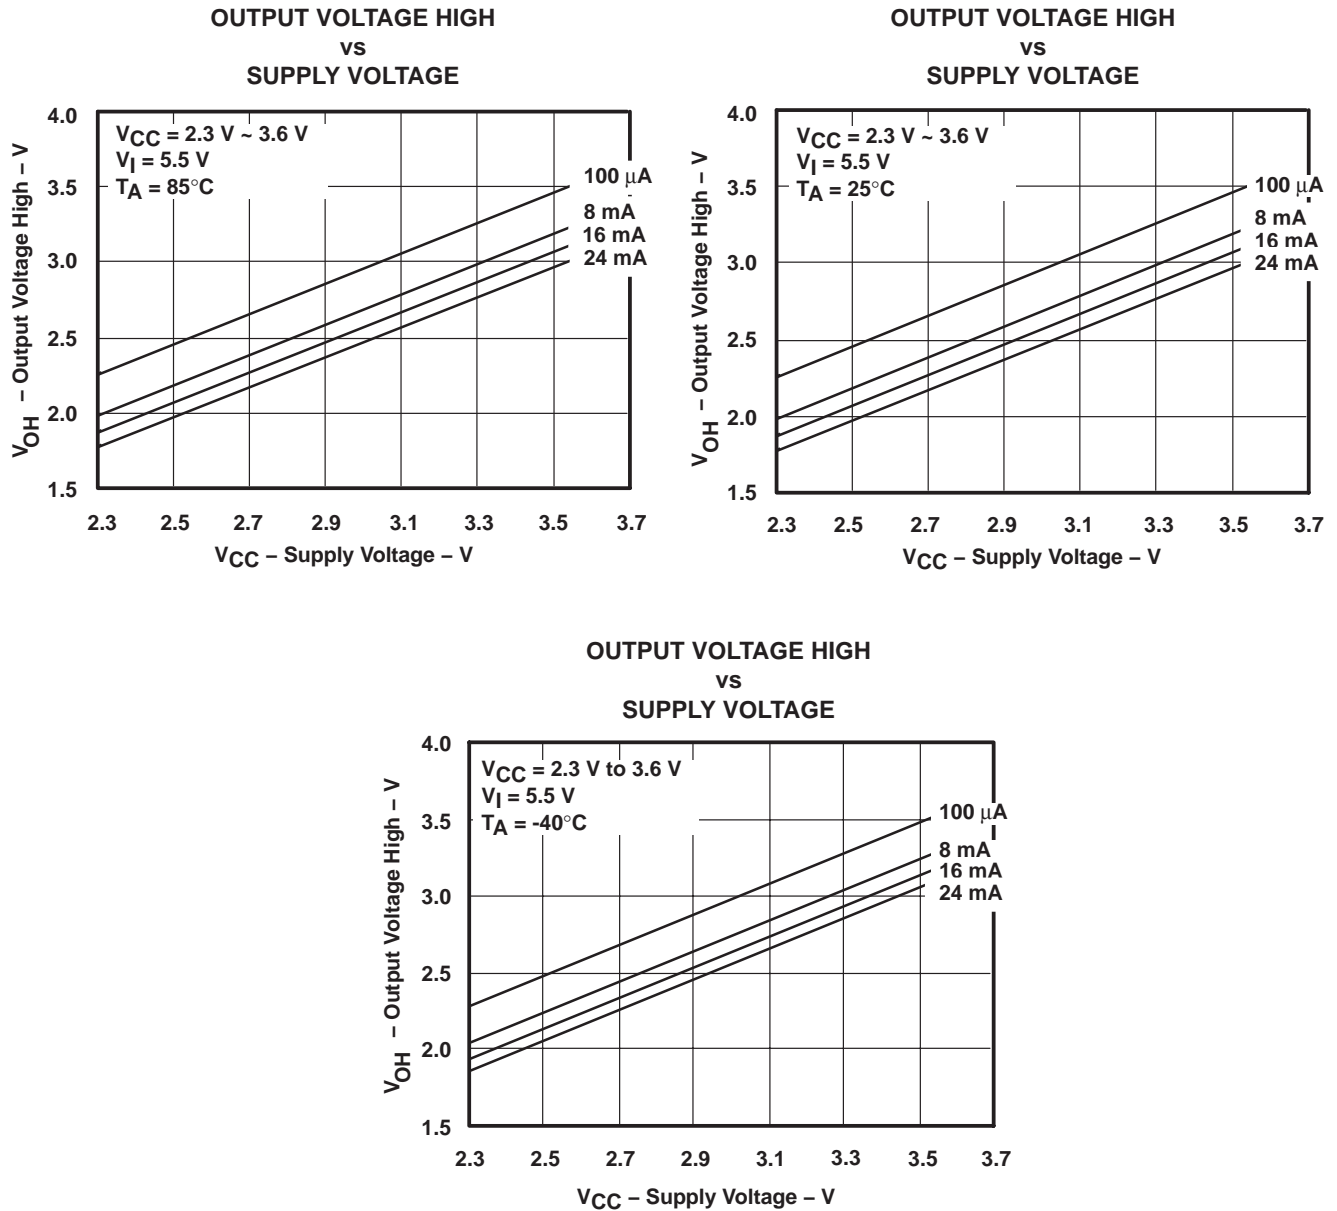 OUTPUT VOLTAGE HIGH
vs
SUPPLY VOLTAGE
4.0
3.5
3.0
2.5
2.0
1.5
VOH – Output Voltage High – V
VCC = 2.3 V ~ 3.6 V
VI = 5.5 V
TA = 85°C
100 μA
8 mA
16 mA
24 mA
2.3 2.5 2.7 2.9 3.1 3.3 3.5 3.7
VCC – Supply Voltage – V
OUTPUT VOLTAGE HIGH
vs
SUPPLY VOLTAGE
4.0
3.5
3.0
2.5
2.0
1.5
VOH – Output Voltage High – V
VCC = 2.3 V ~ 3.6 V
VI = 5.5 V
TA = 25°C
100 μA
8 mA
16 mA
24 mA
2.3 2.5 2.7 2.9 3.1 3.3 3.5 3.7
VCC – Supply Voltage – V
OUTPUT VOLTAGE HIGH
vs
SUPPLY VOLTAGE
4.0
3.5
3.0
2.5
2.0
1.5
VOH – Output Voltage High – V
VCC = 2.3 V to 3.6 V
VI = 5.5 V
TA = -40°C
100 μA
8 mA
16 mA
24 mA
2.3 2.5 2.7 2.9 3.1 3.3 3.5 3.7
VCC – Supply Voltage – V